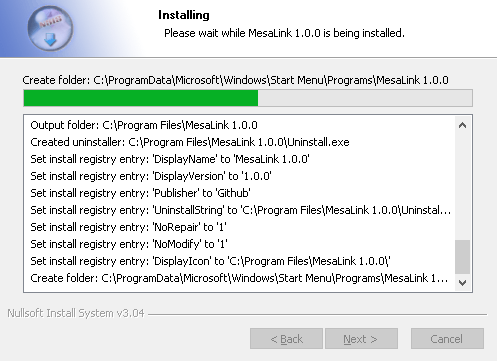 Installing
Please wait while MesaLink 1.0.0 is being installed.
Create folder: C:\ProgramData\Microsoft\Windows\Start Menu\Programs\MesaLink 1.0.0
Output folder: C:\Program Files\MesaLink 1.0.0
Created uninstaller: C:\Program Files\MesaLink 1.0.0\Uninstall.exe
Set install registry entry: 'DisplayName' to 'MesaLink 1.0.0'
Set install registry entry: 'DisplayVersion' to '1.0.0'
Set install registry entry: 'Publisher' to 'Github'
Set install registry entry: 'UninstallString' to 'C:\Program Files\MesaLink 1.0.0\Uninstal...
Set install registry entry: 'NoRepair' to '1'
Set install registry entry: 'NoModify' to '1'
Set install registry entry: 'DisplayIcon' to 'C:\Program Files\MesaLink 1.0.0\'
Create folder: C:\ProgramData\Microsoft\Windows\Start Menu\Programs\MesaLink 1....
Nullsoft Install System v3.04
< Back
Next >
Cancel